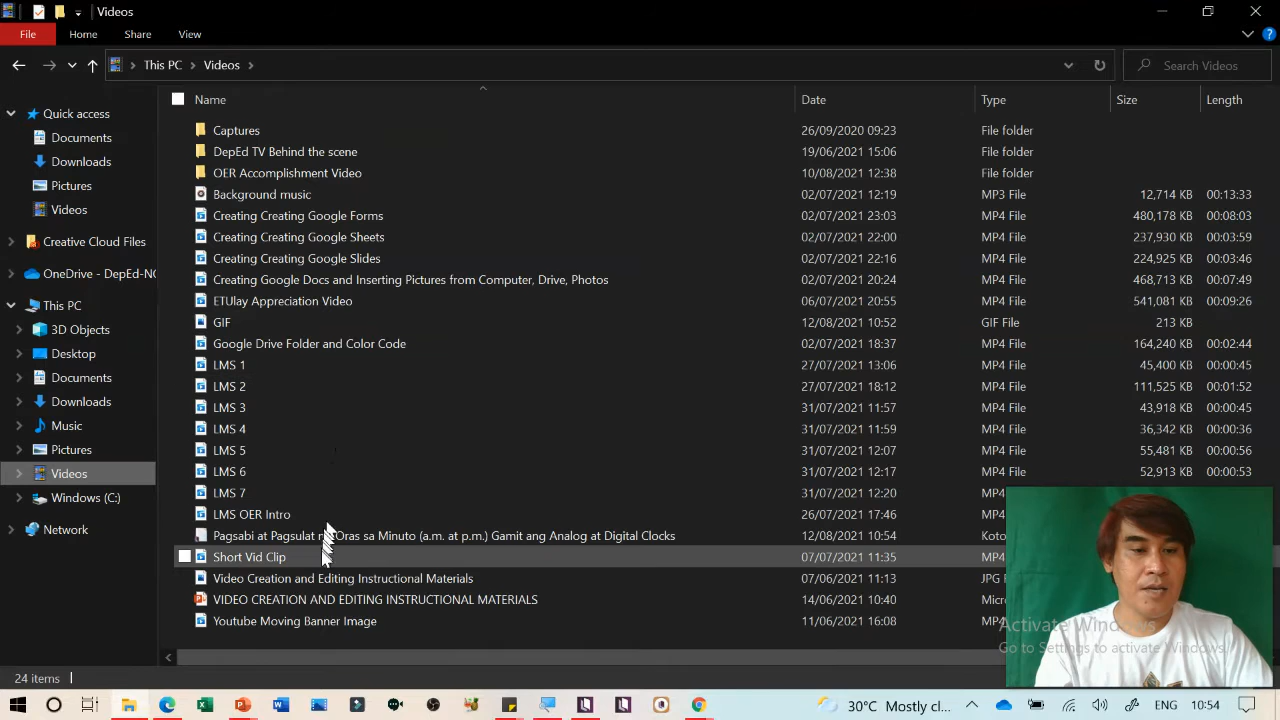 Videos
File Home Share View
This PC Videos Search Videos
Name Date Type Size Length
Quick access
Documents
Downloads
Pictures
Videos
Creative Cloud Files
OneDrive - DepEd-NC
This PC
3D Objects
Desktop
Documents
Downloads
Music
Pictures
Videos
Windows (C:)
Network
Captures 26/09/2020 09:23 File folder
DepEd TV Behind the scene 19/06/2021 15:06 File folder
OER Accomplishment Video 10/08/2021 12:38 File folder
Background music 02/07/2021 12:19 MP3 File 12,714 KB 00:13:33
Creating Creating Google Forms 02/07/2021 23:03 MP4 File 480,178 KB 00:08:03
Creating Creating Google Sheets 02/07/2021 22:00 MP4 File 237,930 KB 00:03:59
Creating Creating Google Slides 02/07/2021 22:16 MP4 File 224,925 KB 00:03:46
Creating Google Docs and Inserting Pictures from Computer, Drive, Photos 02/07/2021 20:24 MP4 File 468,713 KB 00:07:49
ETUlay Appreciation Video 06/07/2021 20:55 MP4 File 541,081 KB 00:09:26
GIF 12/08/2021 10:52 GIF File 213 KB
Google Drive Folder and Color Code 02/07/2021 18:37 MP4 File 164,240 KB 00:02:44
LMS 1 27/07/2021 13:06 MP4 File 45,400 KB 00:00:45
LMS 2 27/07/2021 18:12 MP4 File 111,525 KB 00:01:52
LMS 3 31/07/2021 11:57 MP4 File 43,918 KB 00:00:45
LMS 4 31/07/2021 11:59 MP4 File 36,342 KB 00:00:36
LMS 5 31/07/2021 12:07 MP4 File 55,481 KB 00:00:56
LMS 6 31/07/2021 12:17 MP4 File 52,913 KB 00:00:53
LMS 7 31/07/2021 12:20 MP4
LMS OER Intro 26/07/2021 17:46 MP4
Pagsabi at Pagsulat Oras sa Minuto (a.m. at p.m.) Gamit ang Analog at Digital Clocks 12/08/2021 10:54 Koto
Short Vid Clip 07/07/2021 11:35 MP4
Video Creation and Editing Instructional Materials 07/06/2021 11:13 JPG F
VIDEO CREATION AND EDITING INSTRUCTIONAL MATERIALS 14/06/2021 10:40 Micr
Youtube Moving Banner Image 11/06/2021 16:08 MP4
Activate Windows
Go to Settings to activate Windows.
24 items
30°C Mostly cl... ENG 10:54